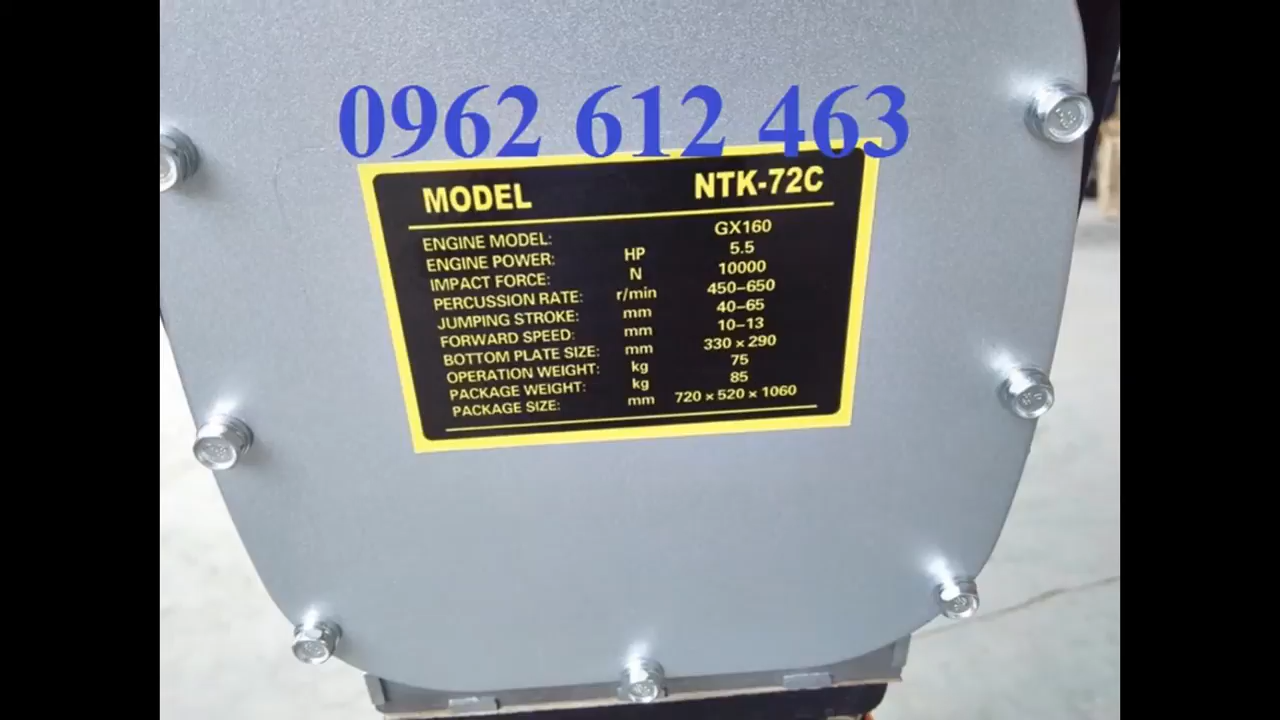 0962 612 463
MODEL NTK-72C
ENGINE MODEL: GX160
ENGINE POWER: HP 5.5
IMPACT FORCE: N 10000
PERCUSSION RATE: r/min 450-650
JUMPING STROKE: mm 40-65
FORWARD SPEED: mm 10-13
BOTTOM PLATE SIZE: mm 330 x 290
OPERATION WEIGHT: kg 75
PACKAGE WEIGHT: kg 85
PACKAGE SIZE: mm 720 x 520 x 1060